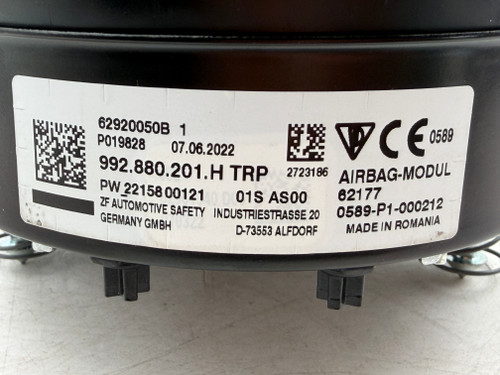 62920050B 1
P019828 07.06.2022
992.880.201.H TRP
PW 22158 00121 01S AS00
ZF AUTOMOTIVE SAFETY INDUSTRIESTRASSE 20
GERMANY GMBH D-73553 ALFDORF
2723186
CE 0589
AIRBAG-MODUL
62177
0589-P1-000212
MADE IN ROMANIA